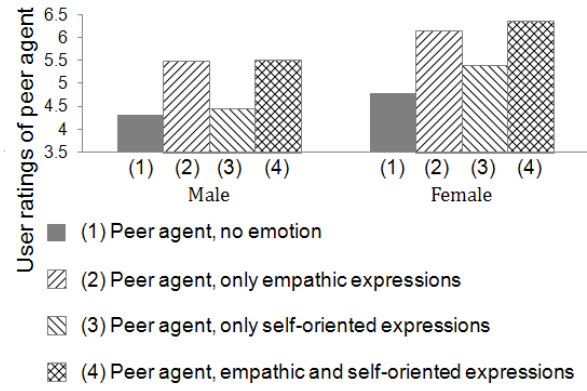 User ratings of peer agent
6.5
6
5.5
5
4.5
4
3.5
(1) (2) (3) (4) (1) (2) (3) (4)
Male Female
(1) Peer agent, no emotion
(2) Peer agent, only empathic expressions
(3) Peer agent, only self-oriented expressions
(4) Peer agent, empathic and self-oriented expressions